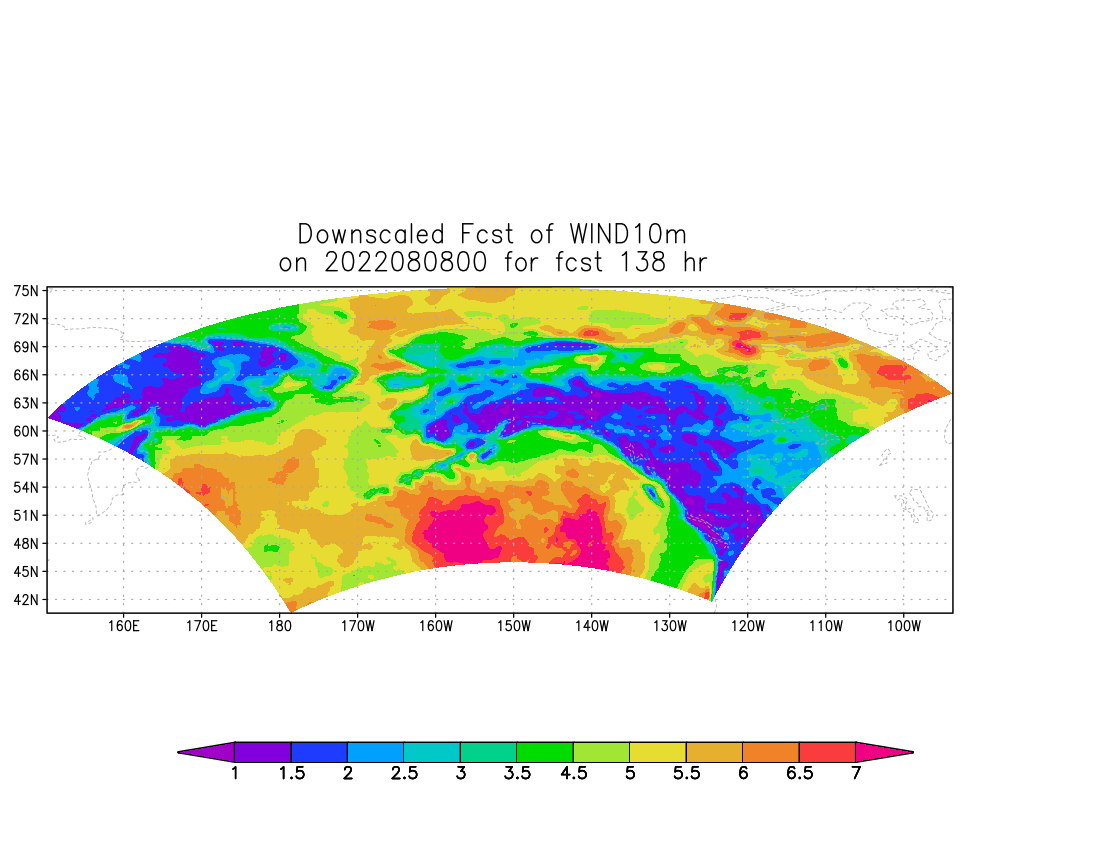 Downscaled Fcst of WIND10m
on 2022080800 for fcst 138 hr
75N
72N
69N
66N
63N
60N
57N
54N
51N
48N
45N
42N
160E 170E 180 170W 160W 150W 140W 130W 120W 110W 100W
1 1.5 2 2.5 3 3.5 4.5 5 5.5 6 6.5 7